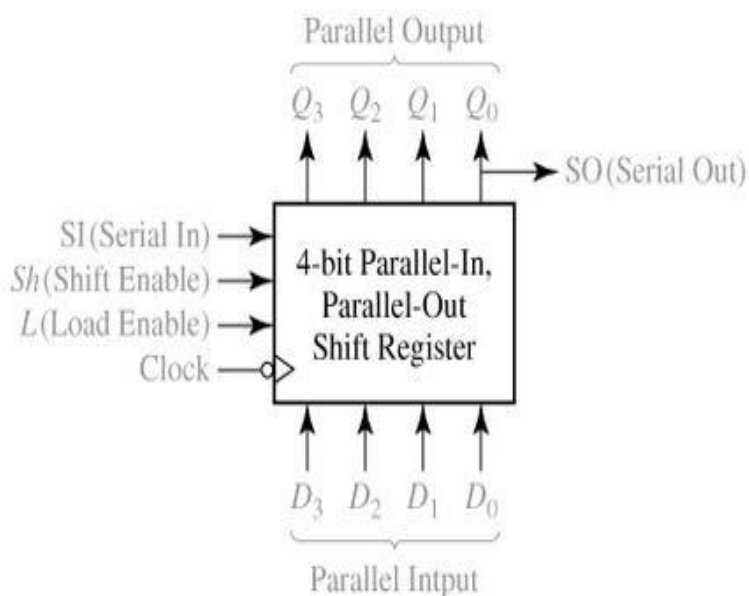 Parallel Output
Q3 Q2 Q1 Q0
SO(Serial Out)
SI(Serial In)
Sh(Shift Enable)
L(Load Enable)
Clock
4-bit Parallel-In,
Parallel-Out
Shift Register
D3 D2 D1 D0
Parallel Intput